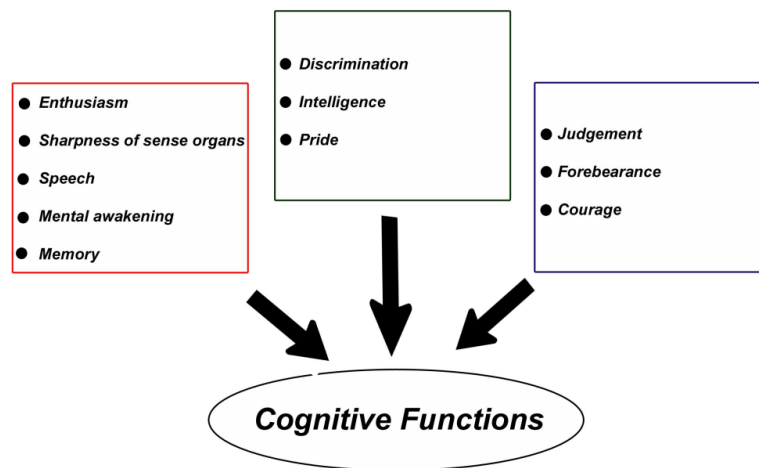 Enthusiasm
Sharpness of sense organs
Speech
Mental awakening
Memory
Discrimination
Intelligence
Pride
Judgement
Forebearance
Courage
Cognitive Functions